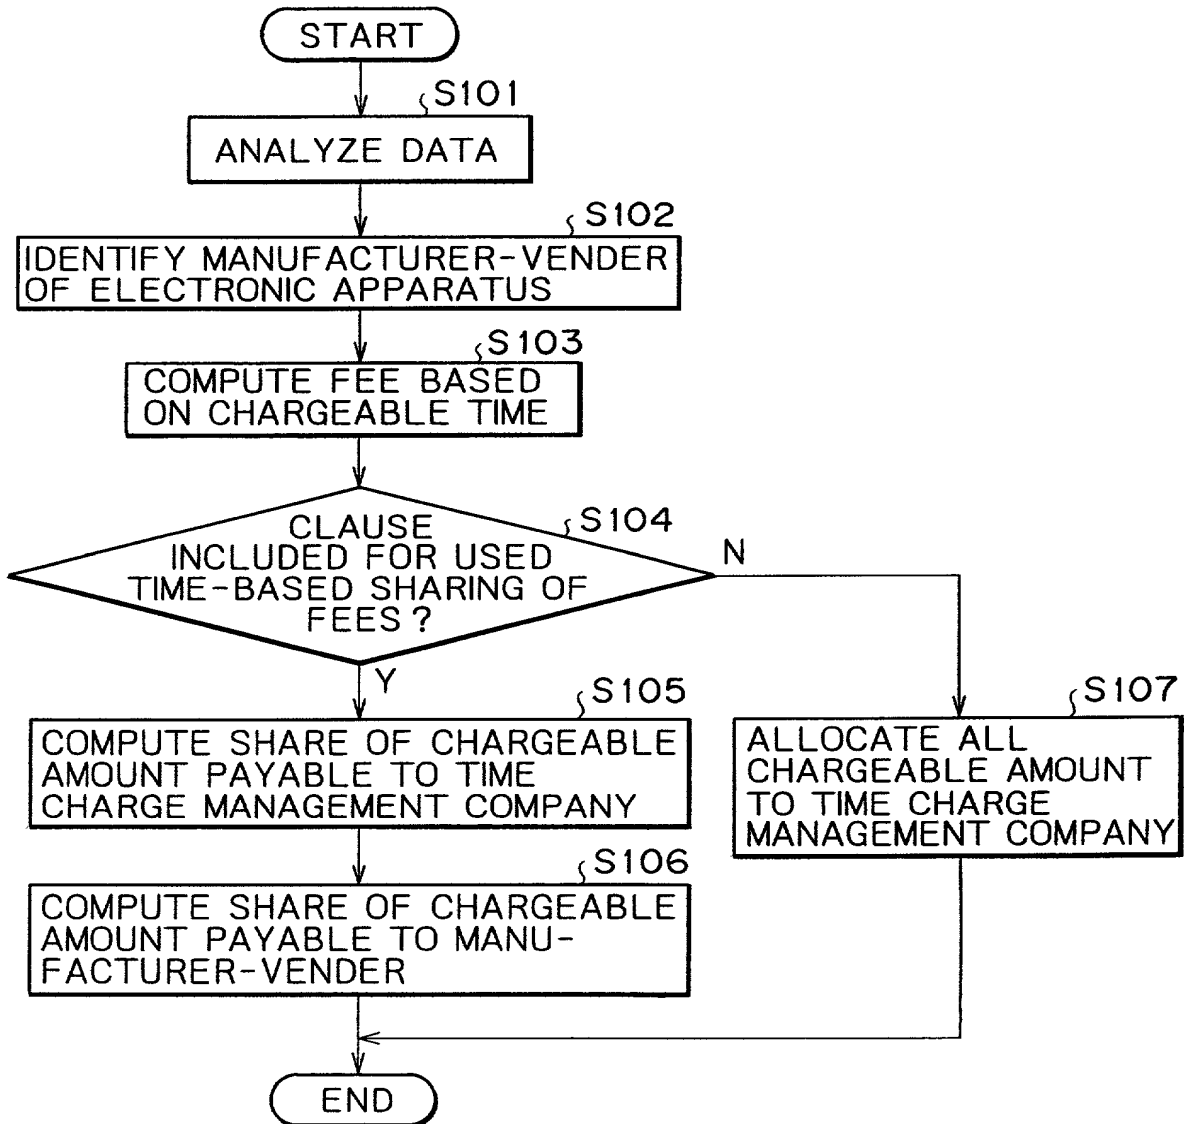 START
S101
ANALYZE DATA
S102
IDENTIFY MANUFACTURER-VENDER
OF ELECTRONIC APPARATUS
S103
COMPUTE FEE BASED
ON CHARGEABLE TIME
S104
CLAUSE
INCLUDED FOR USED
TIME-BASED SHARING OF
FEES ?
N
Y
S105
COMPUTE SHARE OF CHARGEABLE
AMOUNT PAYABLE TO TIME
CHARGE MANAGEMENT COMPANY
S107
ALLOCATE ALL
CHARGEABLE AMOUNT
TO TIME CHARGE
MANAGEMENT COMPANY
S106
COMPUTE SHARE OF CHARGEABLE
AMOUNT PAYABLE TO MANU-
FACTURER-VENDER
END